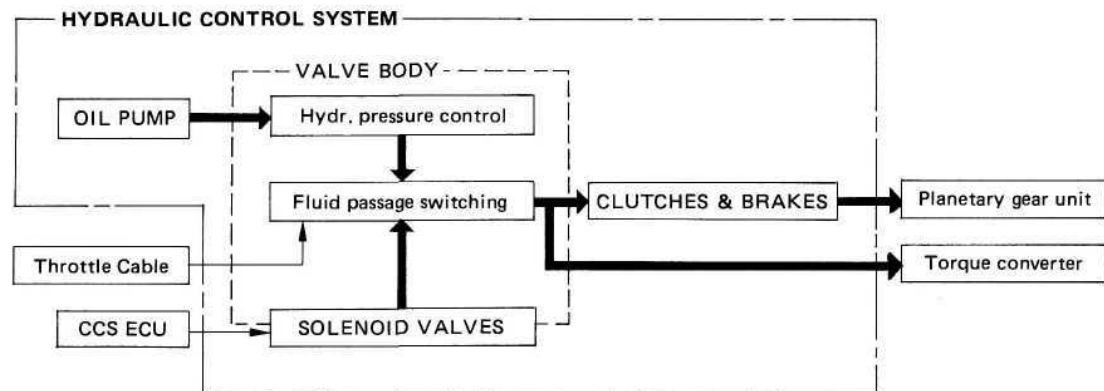 HYDRAULIC CONTROL SYSTEM
VALVE BODY
OIL PUMP
Hydr. pressure control
Fluid passage switching
CLUTCHES & BRAKES
Planetary gear unit
Throttle Cable
Torque converter
CCS ECU
SOLENOID VALVES